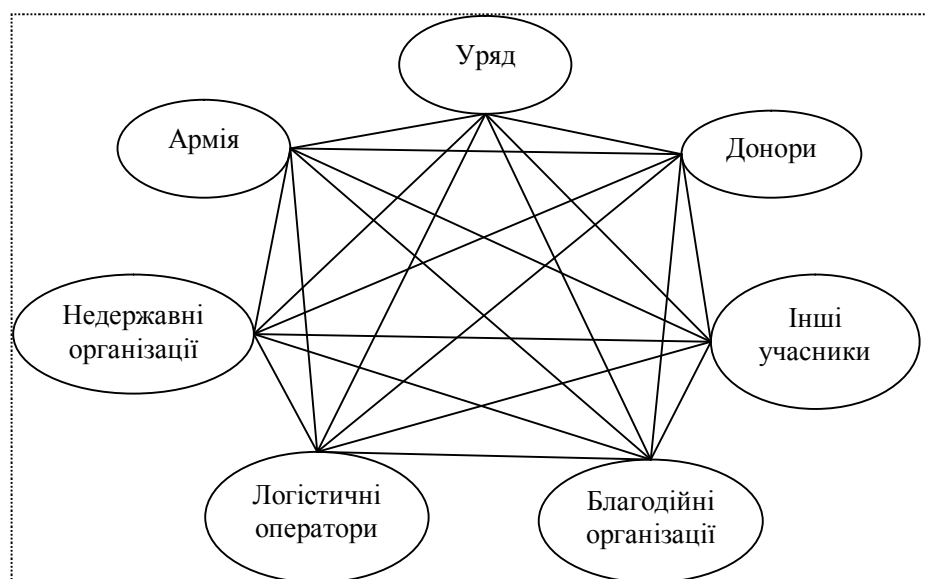 Уряд
Армія
Донори
Недержавні
організації
Інші
учасники
Логістичні
оператори
Благодійні
організації